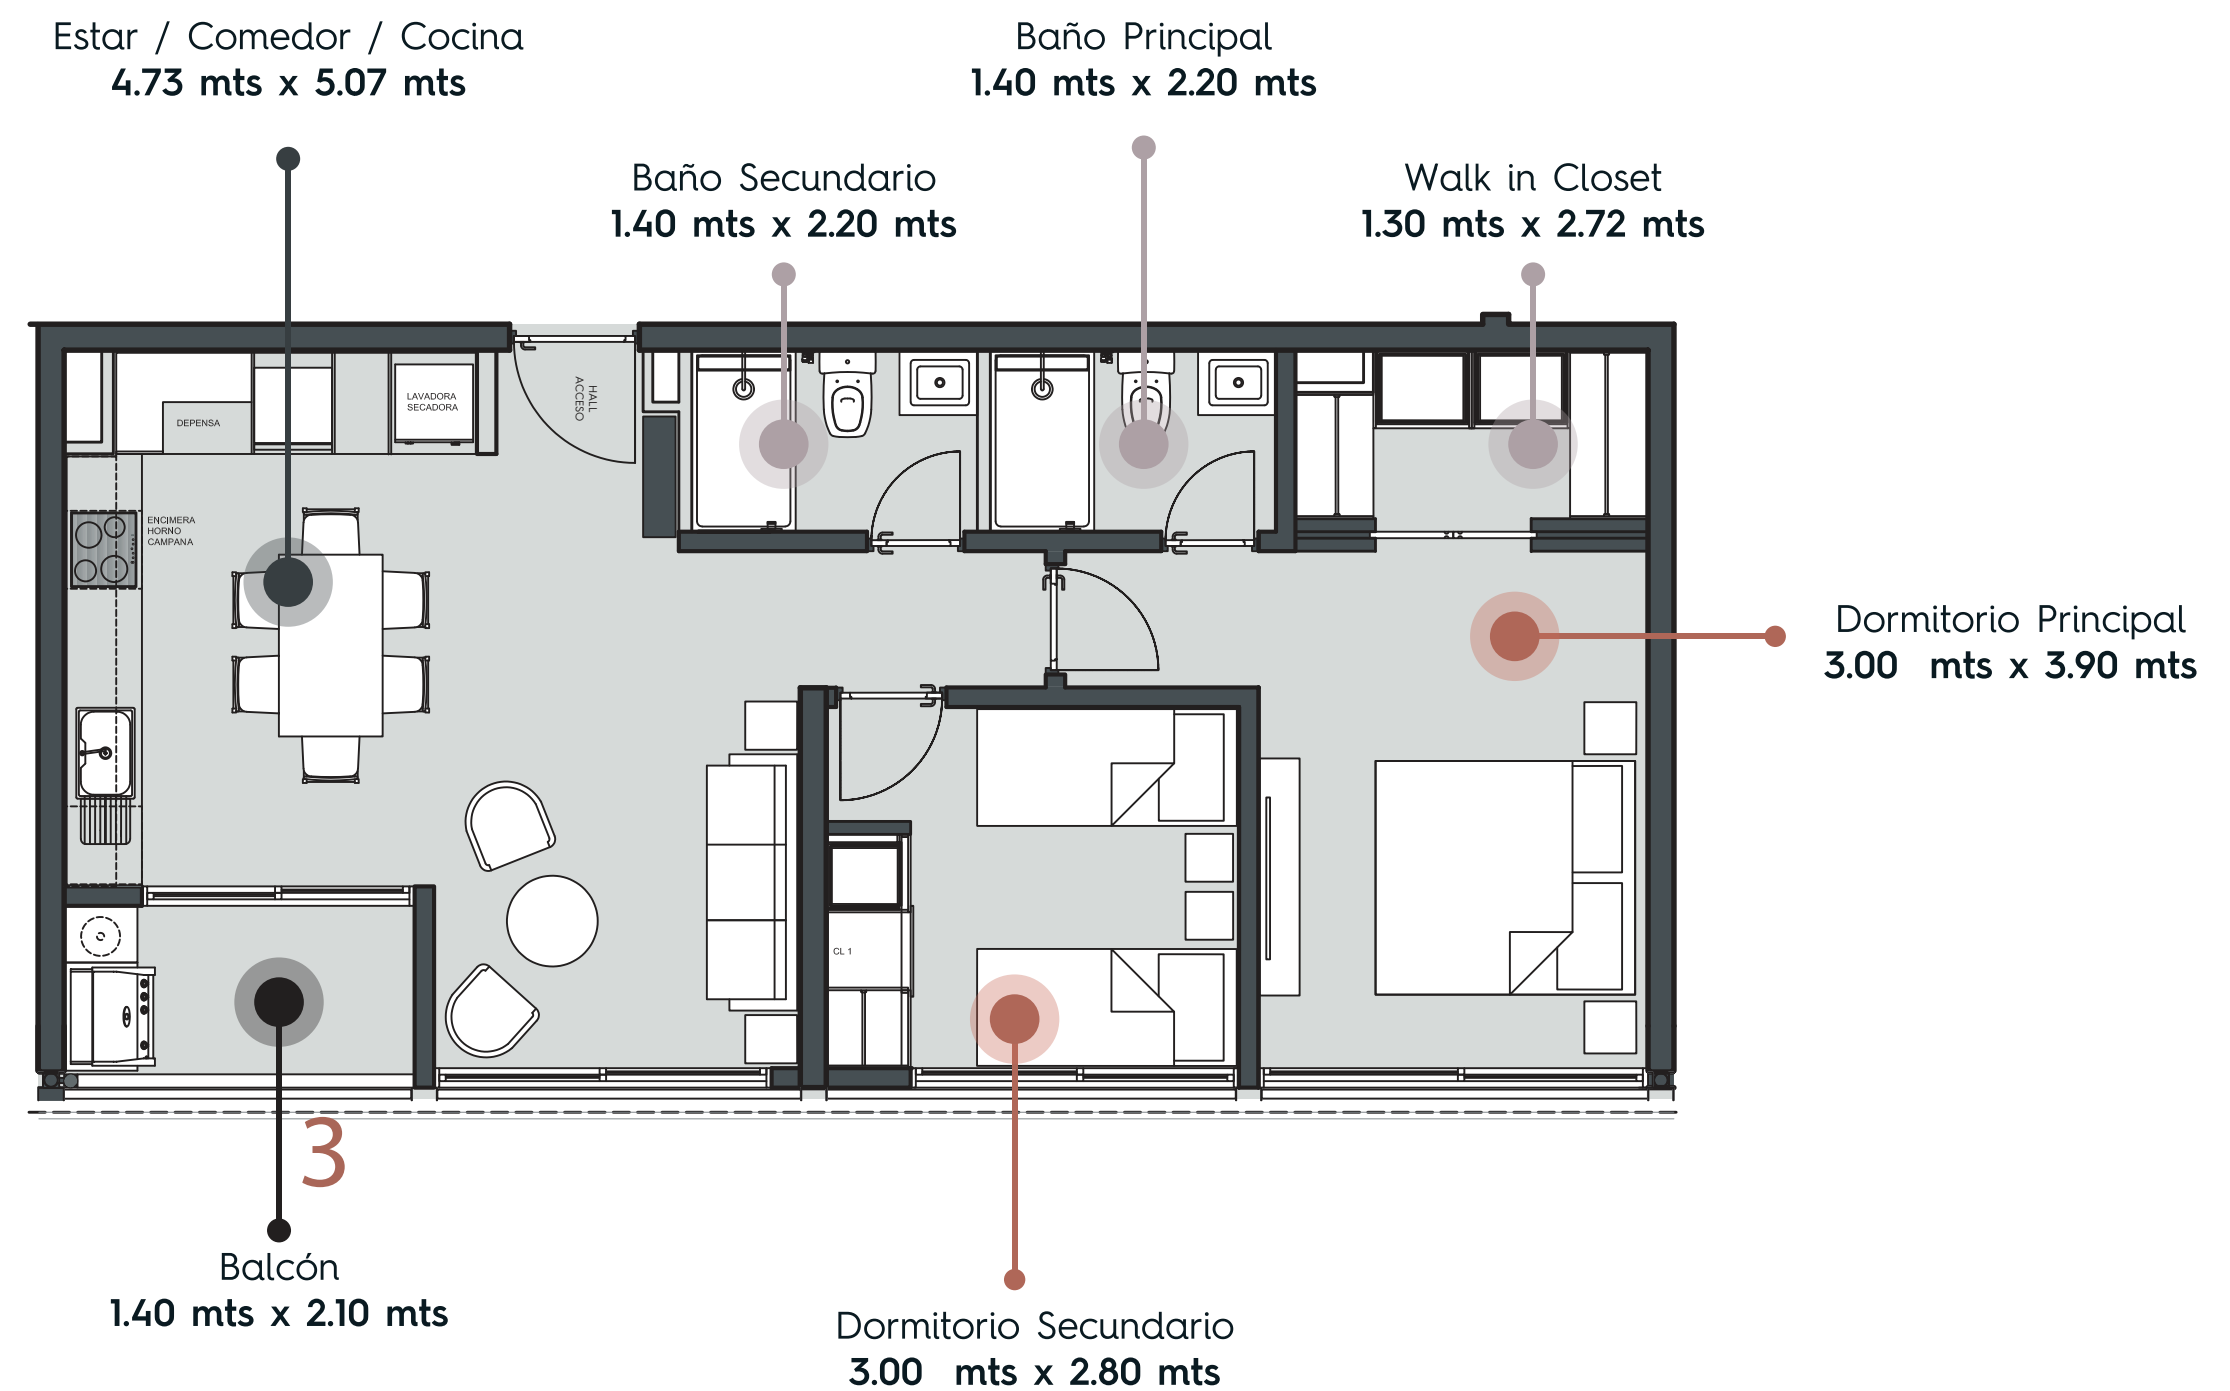 Estar / Comedor / Cocina
4.73 mts x 5.07 mts
Baño Principal
1.40 mts x 2.20 mts
Baño Secundario
1.40 mts x 2.20 mts
Walk in Closet
1.30 mts x 2.72 mts
HALL
ACCESO
LAVADORA
SECADORA
DEPENSA
ENCIMERA
HORNO
CAMPANA
Dormitorio Principal
3.00 mts x 3.90 mts
CL 1
3
Balcón
1.40 mts x 2.10 mts
Dormitorio Secundario
3.00 mts x 2.80 mts